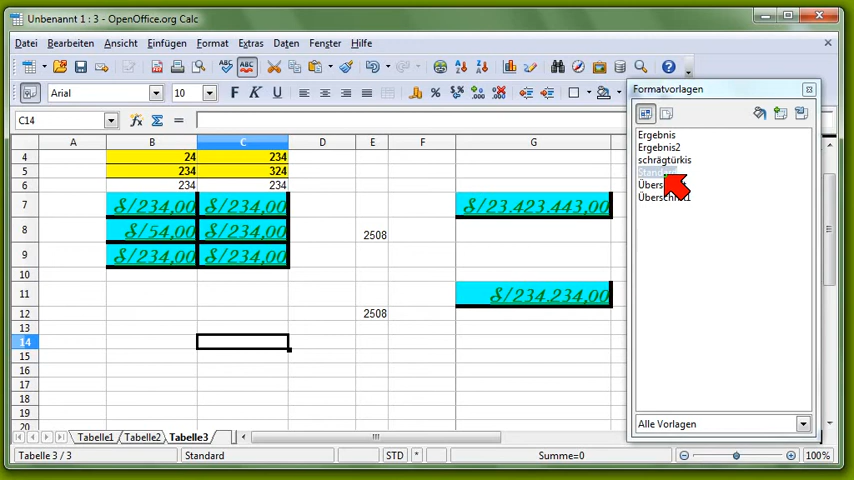 Unbenannt 1 : 3 - OpenOffice.org Calc
Datei Bearbeiten Ansicht Einfügen Format Extras Daten Fenster Hilfe
Arial 10 F K U
C14 fx Σ =
A B C D E F G
4 24 234
5 234 324
6 234 234
7 S/234,00 S/234,00 S/23.423.443,00
8 S/54,00 S/234,00 2508
9 S/234,00 S/234,00
10
11 S/234.234,00
12 2508
13
14
15
16
17
18
19
20
Formatvorlagen
Ergebnis
Ergebnis2
schrägtürkis
Alle Vorlagen
Tabelle1 Tabelle2 Tabelle3
Tabelle 3 / 3 Standard STD * Summe=0 100%